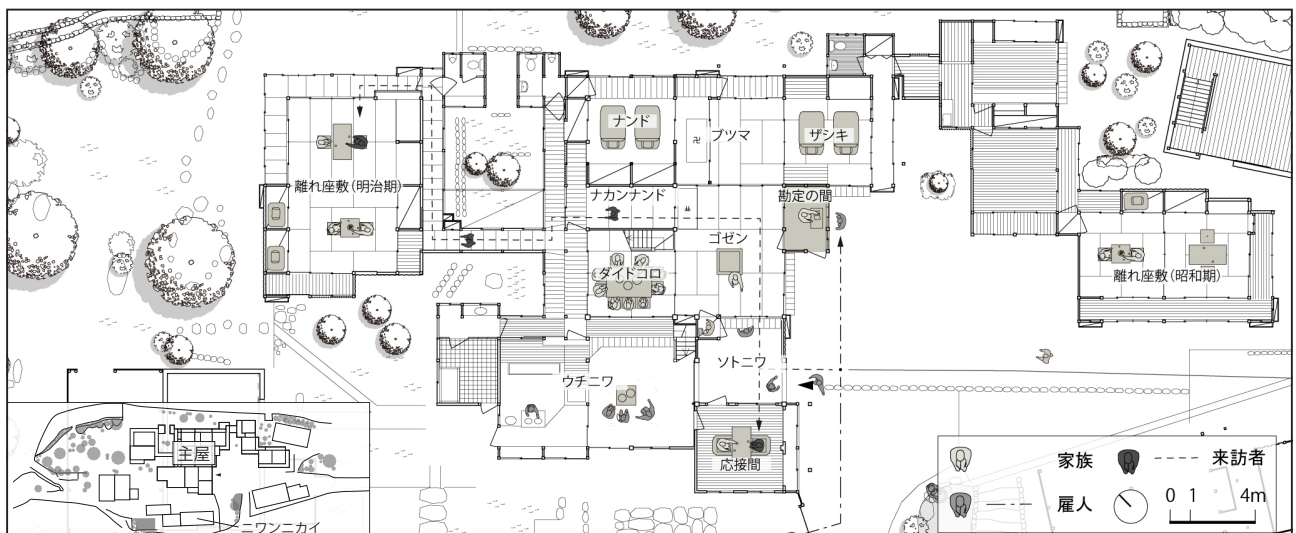 ナンド
ブツマ
ザシキ
離れ座敷(明治期)
ナカンナンド
勘定の間
ゴゼン
ダイドコロ
離れ座敷(昭和期)
ソトニワ
ウチニワ
応接間
主屋
ニワンニカイ
家族
来訪者
雇人
0 1 4m